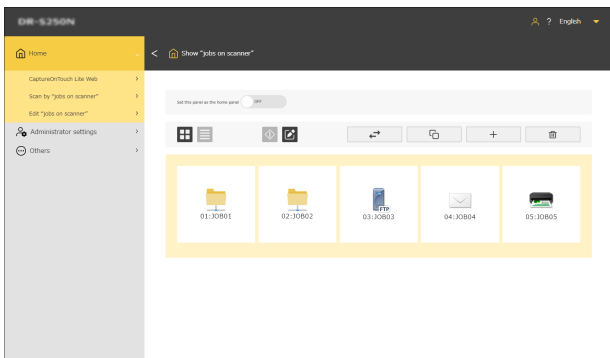 DR-S250N
? English
Home
< Show "jobs on scanner"
CaptureOnTouch Lite Web
Scan by "jobs on scanner"
Edit "jobs on scanner"
Administrator settings
Others
Set this panel as the home panel OFF
FTP
01:JOB01 02:JOB02 03:JOB03 04:JOB04 05:JOB05